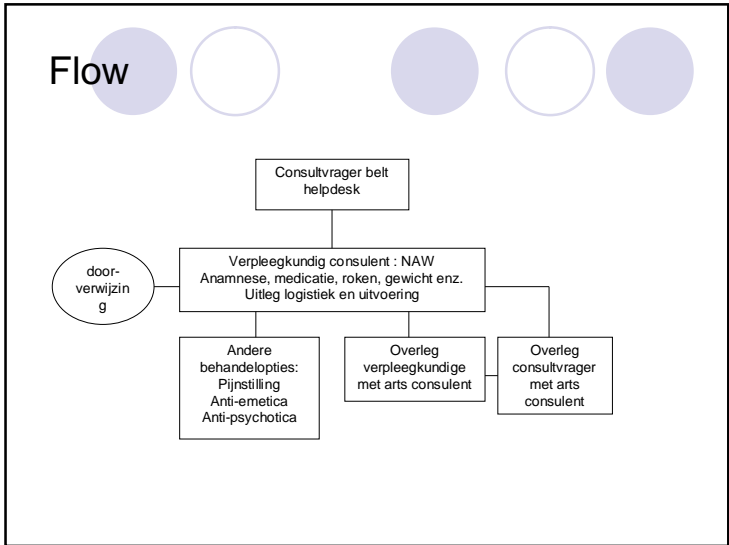 Flow
Consultvrager belt
helpdesk
door-
verwijzin
g
Verpleegkundig consulent : NAW
Anamnese, medicatie, roken, gewicht enz.
Uitleg logistiek en uitvoering
Andere
behandelopties:
Pijnstilling
Anti-emetica
Anti-psychotica
Overleg
verpleegkundige
met arts consulent
Overleg
consultvrager
met arts
consulent